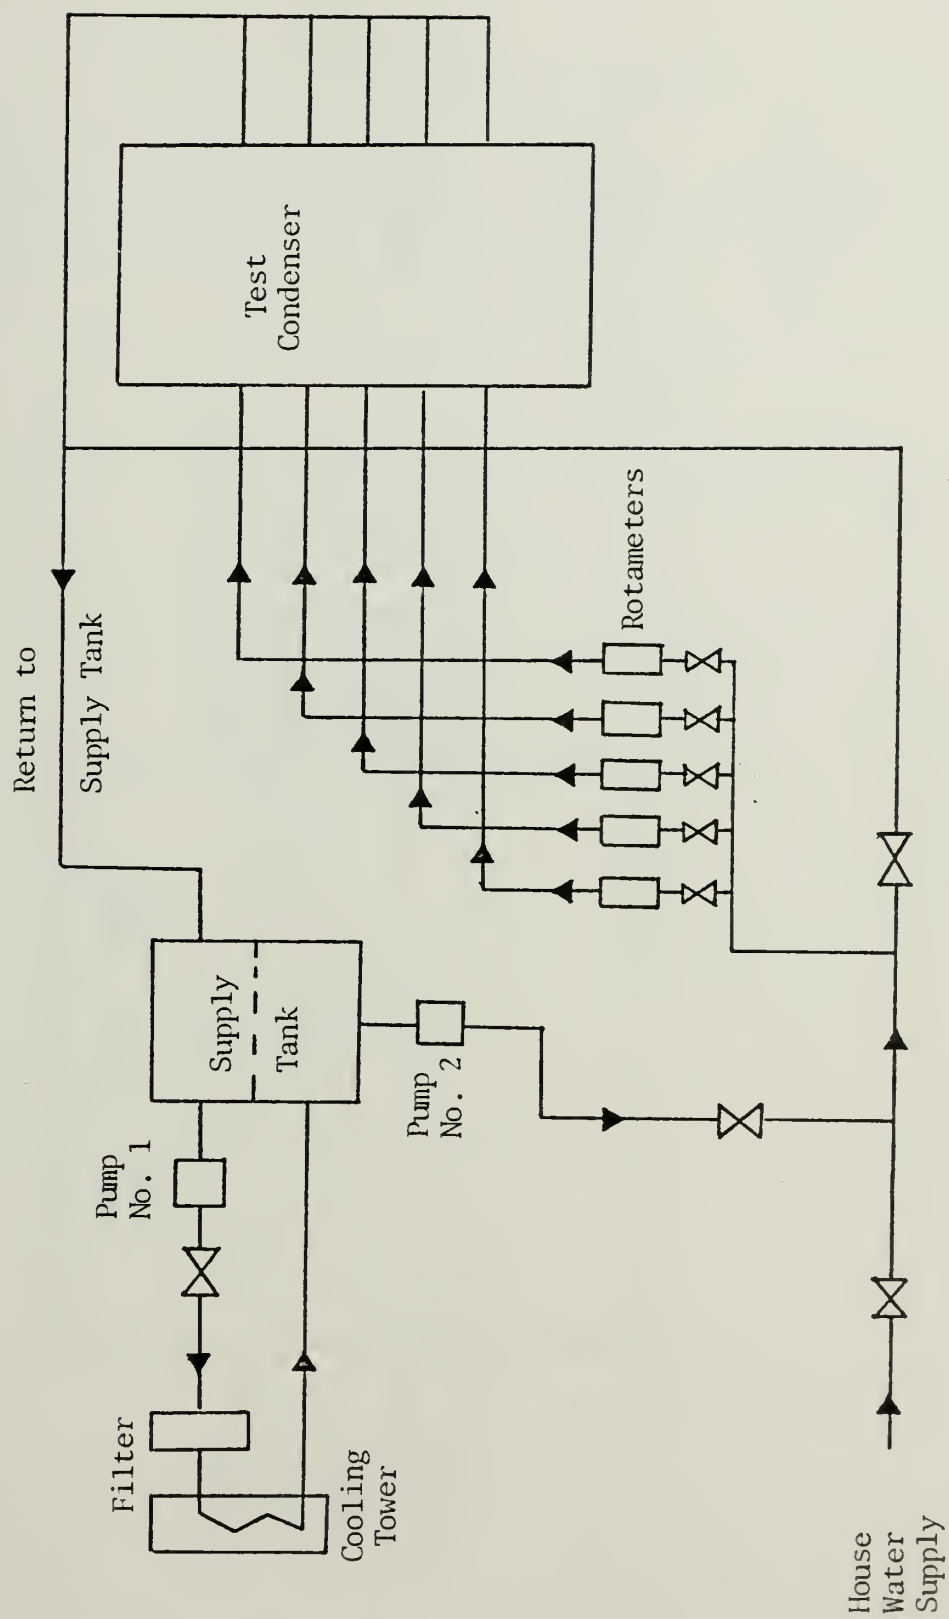 Return to
Supply Tank
Test
Condenser
Rotameters
Supply
Tank
Pump
No. 1
Pump
No. 2
Filter
Cooling
Tower
House
Water
Supply